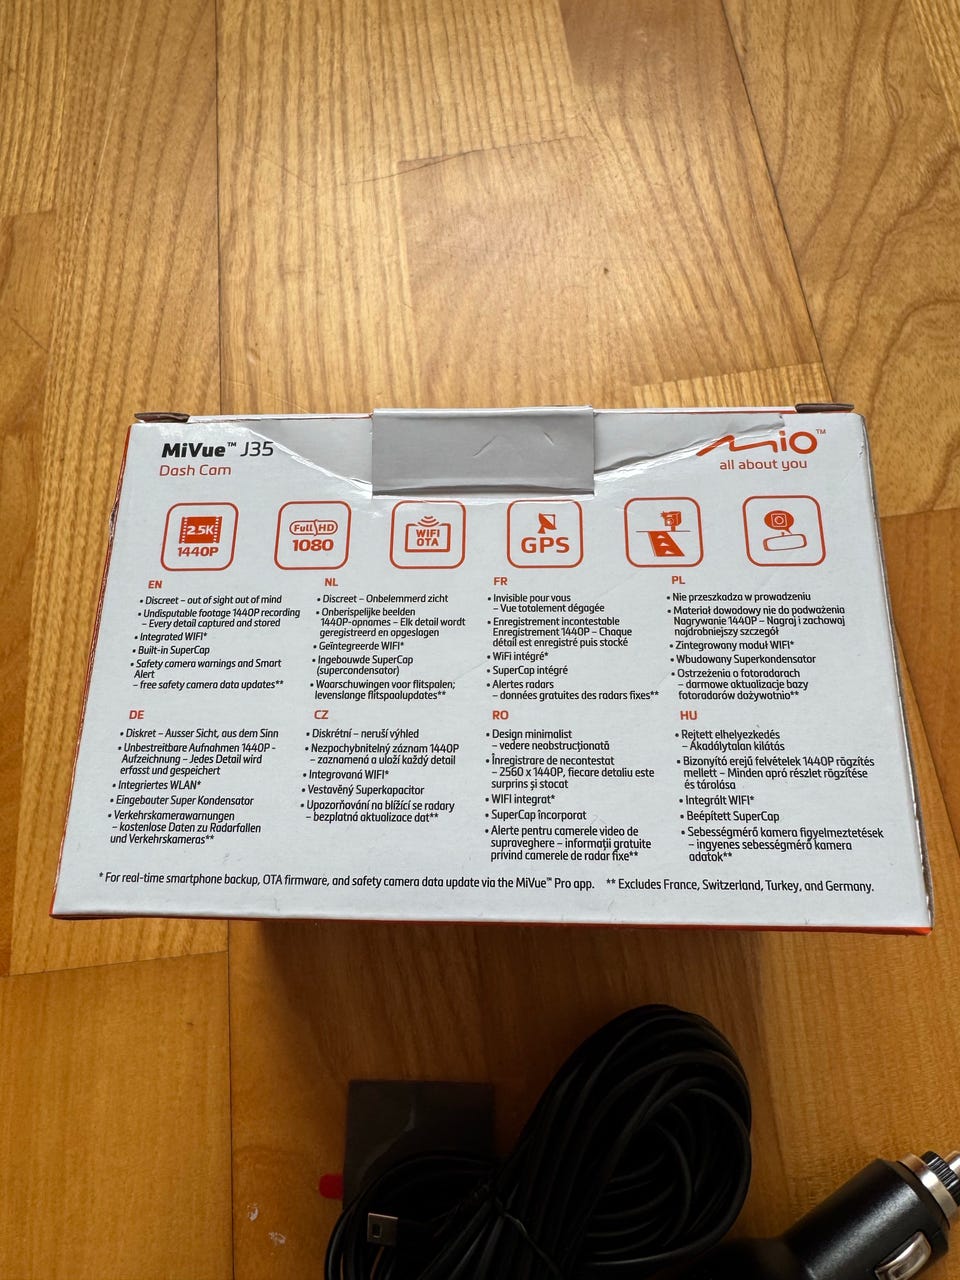 MiVue™ J35
Dash Cam
Mio™
all about you
2.5K
1440P
Full HD
1080
WIFI
OTA
GPS
EN
• Discreet – out of sight out of mind
• Undisputable footage 1440P recording
– Every detail captured and stored
• Integrated WIFI*
• Built-in SuperCap
• Safety camera warnings and Smart
Alert
– free safety camera data updates**
NL
• Discreet – Onbelemmerd zicht
• Onberispelijke beelden
1440P-opnames – Elk detail wordt
geregistreerd en opgeslagen
• Geïntegreerde WIFI*
• Ingebouwde SuperCap
(supercondensator)
• Waarschuwingen voor flitspalen;
levenslange flitspaalupdates**
FR
• Invisible pour vous
– Vue totalement dégagée
• Enregistrement incontestable
Enregistrement 1440P – Chaque
détail est enregistré puis stocké
• WiFi intégré*
• SuperCap intégré
• Alertes radars
– données gratuites des radars fixes**
PL
• Nie przeszkadza w prowadzeniu
• Materiał dowodowy nie do podważenia
Nagrywanie 1440P – Nagraj i zachowaj
najdrobniejszy szczegół
• Zintegrowany moduł WIFI*
• Wbudowany Superkondensator
• Ostrzeżenia o fotoradarach
– darmowe aktualizacje bazy
fotoradarów dożywotnio**
DE
• Diskret – Ausser Sicht, aus dem Sinn
• Unbestreitbare Aufnahmen 1440P -
Aufzeichnung – Jedes Detail wird
erfasst und gespeichert
• Integriertes WLAN*
• Eingebauter Super Kondensator
• Verkehrskamerawarnungen
– kostenlose Daten zu Radarfallen
und Verkehrskameras**
CZ
• Diskrétní – neruší výhled
• Nezpochybnitelný záznam 1440P
– zaznamená a uloží každý detail
• Integrovaná WIFI*
• Vestavěný Superkapacitor
• Upozorňování na blížící se radary
– bezplatná aktualizace dat**
RO
• Design minimalist
– vedere neobstrucționată
• Înregistrare de necontestat
– 2560 x 1440P, fiecare detaliu este
surprins și stocat
• WIFI integrat*
• SuperCap încorporat
• Alerte pentru camerele video de
supraveghere – informații gratuite
privind camerele de radar fixe**
HU
• Rejtett elhelyezkedés
– Akadálytalan kilátás
• Bizonyító erejű felvételek 1440P rögzítés
mellett – Minden apró részlet rögzítése
és tárolása
• Integrált WIFI*
• Beépített SuperCap
• Sebességmérő kamera figyelmeztetések
– ingyenes sebességmérő kamera
adatok**
* For real-time smartphone backup, OTA firmware, and safety camera data update via the MiVue™ Pro app. ** Excludes France, Switzerland, Turkey, and Germany.